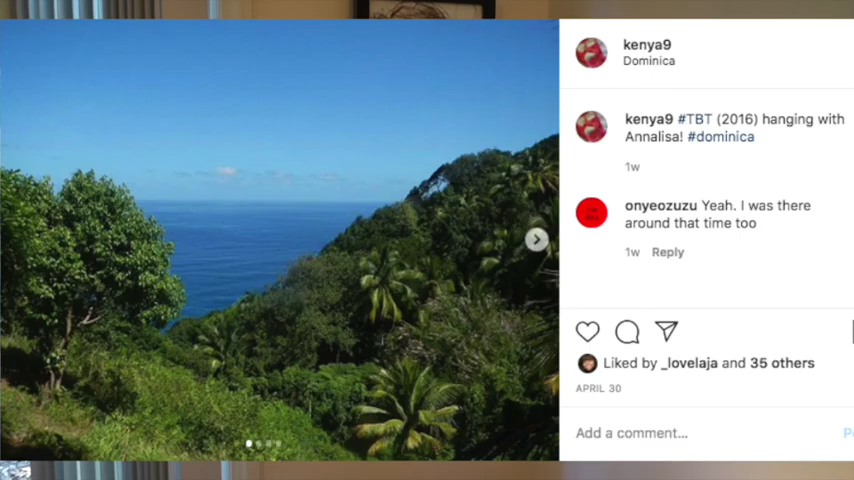 kenya9
Dominica
kenya9 #TBT (2016) hanging with
Annalisa! #dominica
1w
onyeozuzu Yeah. I was there
around that time too
1w Reply
Liked by _lovelaja and 35 others
APRIL 30
Add a comment...